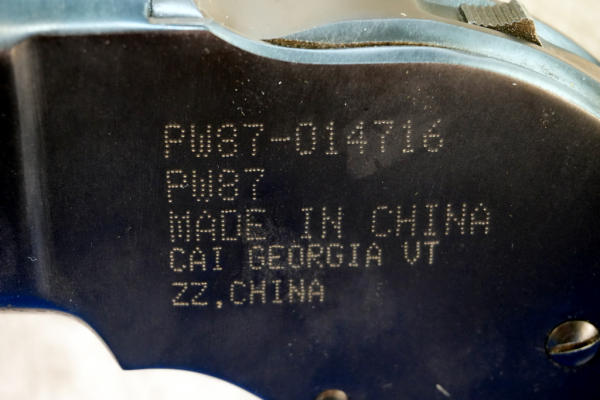 PW87-014716
PW87
MADE IN CHINA
CAI GEORGIA VT
ZZ,CHINA